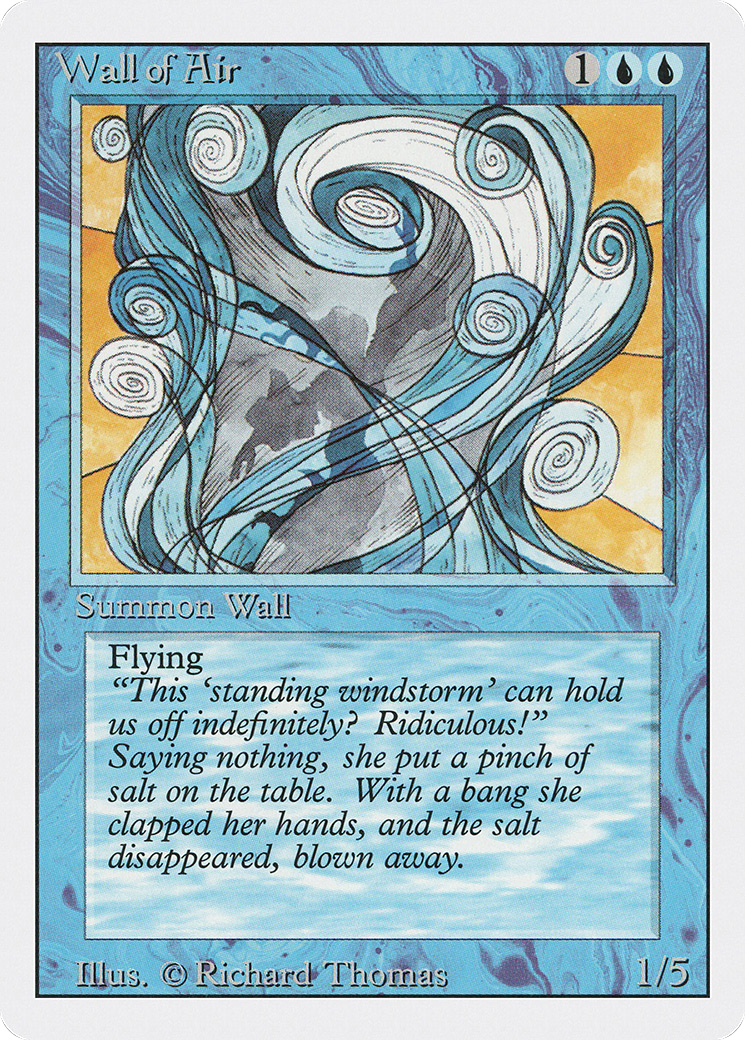 Wall of Air 1
Summon Wall
Flying
“This ‘standing windstorm’ can hold
us off indefinitely? Ridiculous!”
Saying nothing, she put a pinch of
salt on the table. With a bang she
clapped her hands, and the salt
disappeared, blown away.
Illus. © Richard Thomas 1/5